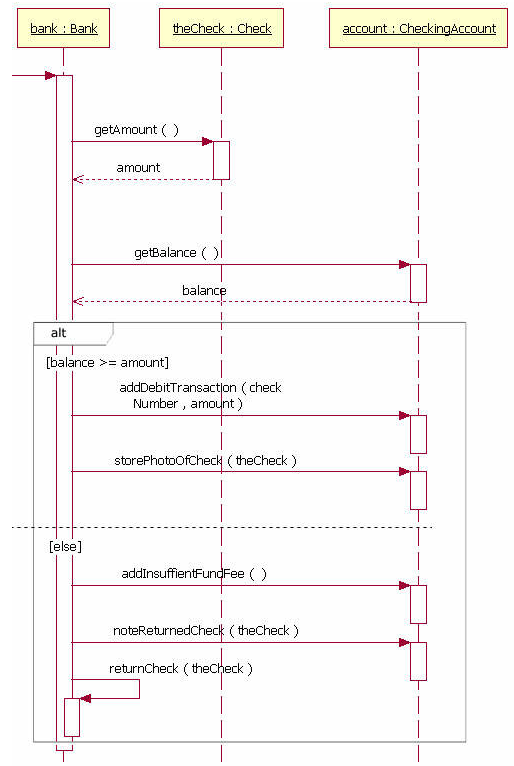 bank : Bank
theCheck : Check
account : CheckingAccount
getAmount ( )
amount
getBalance ( )
balance
alt
[balance >= amount]
addDebitTransaction ( check
Number , amount )
storePhotoOfCheck ( theCheck )
[else]
addInsuffientFundFee ( )
noteReturnedCheck ( theCheck )
returnCheck ( theCheck )